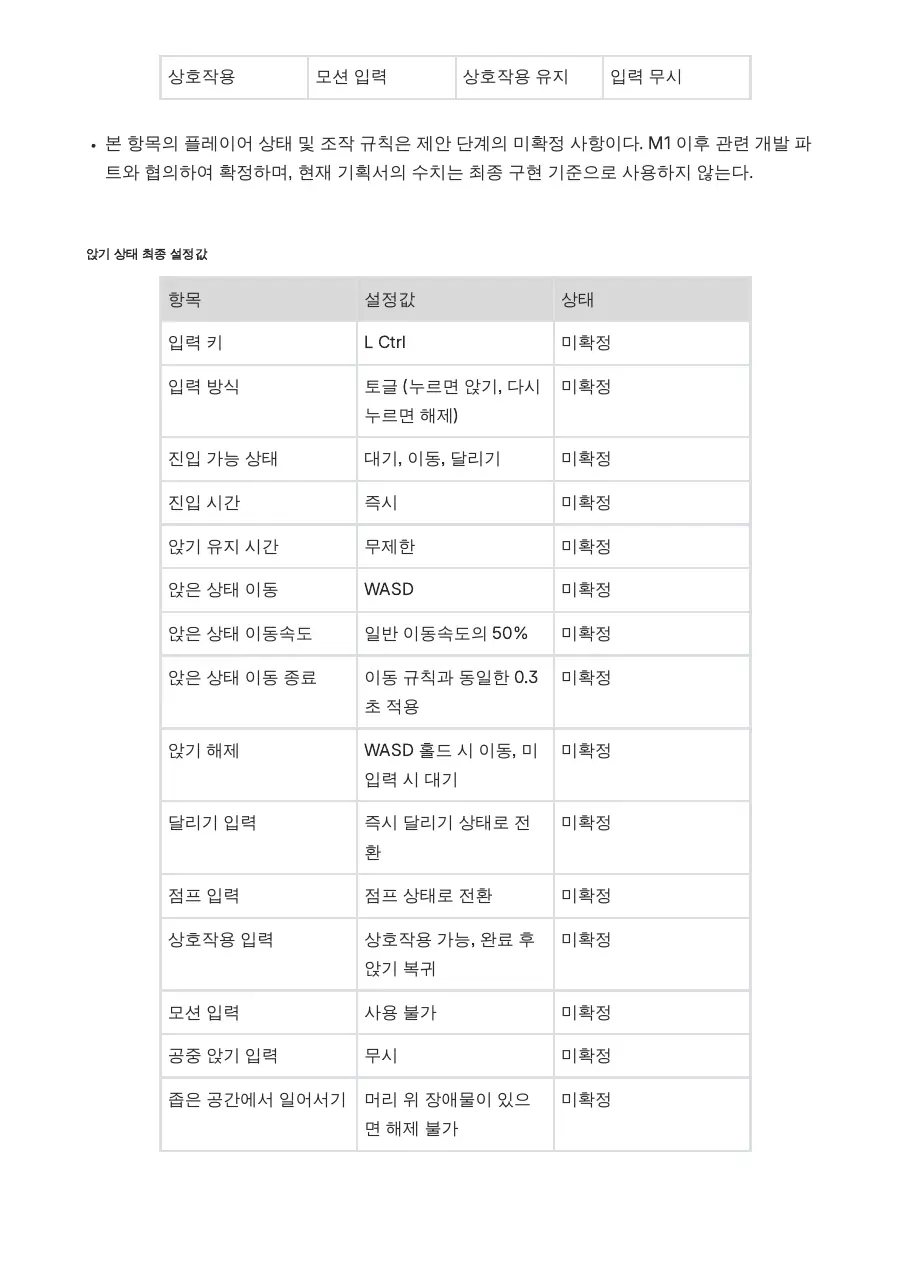 상호작용 모션 입력 상호작용 유지 입력 무시
• 본 항목의 플레이어 상태 및 조작 규칙은 제안 단계의 미확정 사항이다. M1 이후 관련 개발 파
트와 협의하여 확정하며, 현재 기획서의 수치는 최종 구현 기준으로 사용하지 않는다.
앉기 상태 최종 설정값
항목 설정값 상태
입력 키 L Ctrl 미확정
입력 방식 토글 (누르면 앉기, 다시 미확정
누르면 해제)
진입 가능 상태 대기, 이동, 달리기 미확정
진입 시간 즉시 미확정
앉기 유지 시간 무제한 미확정
앉은 상태 이동 WASD 미확정
앉은 상태 이동속도 일반 이동속도의 50% 미확정
앉은 상태 이동 종료 이동 규칙과 동일한 0.3 미확정
초 적용
앉기 해제 WASD 홀드 시 이동, 미 미확정
입력 시 대기
달리기 입력 즉시 달리기 상태로 전 미확정
환
점프 입력 점프 상태로 전환 미확정
상호작용 입력 상호작용 가능, 완료 후 미확정
앉기 복귀
모션 입력 사용 불가 미확정
공중 앉기 입력 무시 미확정
좁은 공간에서 일어서기 머리 위 장애물이 있으 미확정
면 해제 불가